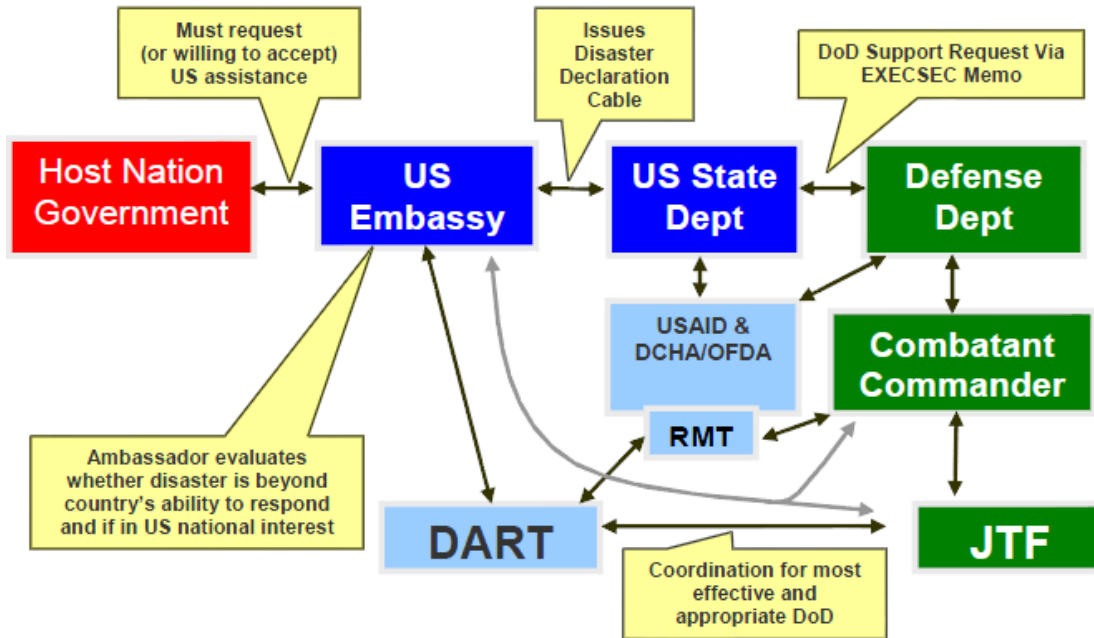 Must request
(or willing to accept)
US assistance
Issues
Disaster
Declaration
Cable
DoD Support Request Via
EXECSEC Memo
Host Nation
Government
US
Embassy
US State
Dept
Defense
Dept
USAID &
DCHA/OFDA
Combatant
Commander
RMT
Ambassador evaluates
whether disaster is beyond
country's ability to respond
and if in US national interest
DART
JTF
Coordination for most
effective and
appropriate DoD